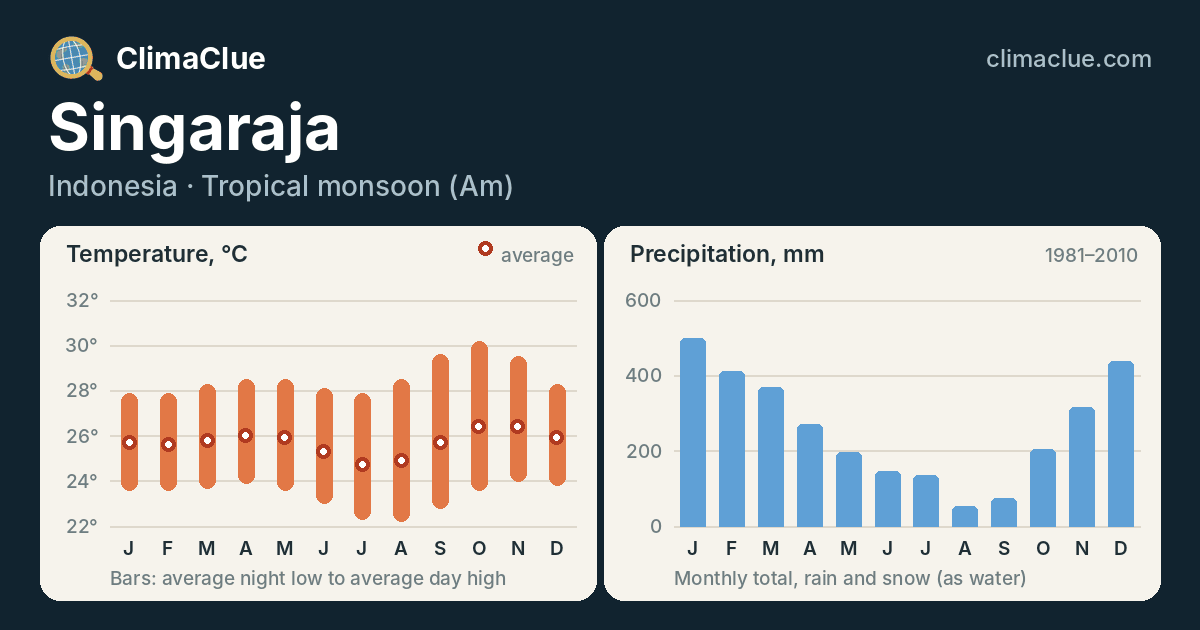 ClimaClue
climaclue.com
Singaraja
Indonesia · Tropical monsoon (Am)
Temperature, °C
average
32°
30°
28°
26°
24°
22°
J F M A M J J A S O N D
Bars: average night low to average day high
Precipitation, mm
1981–2010
600
400
200
0
J F M A M J J A S O N D
Monthly total, rain and snow (as water)